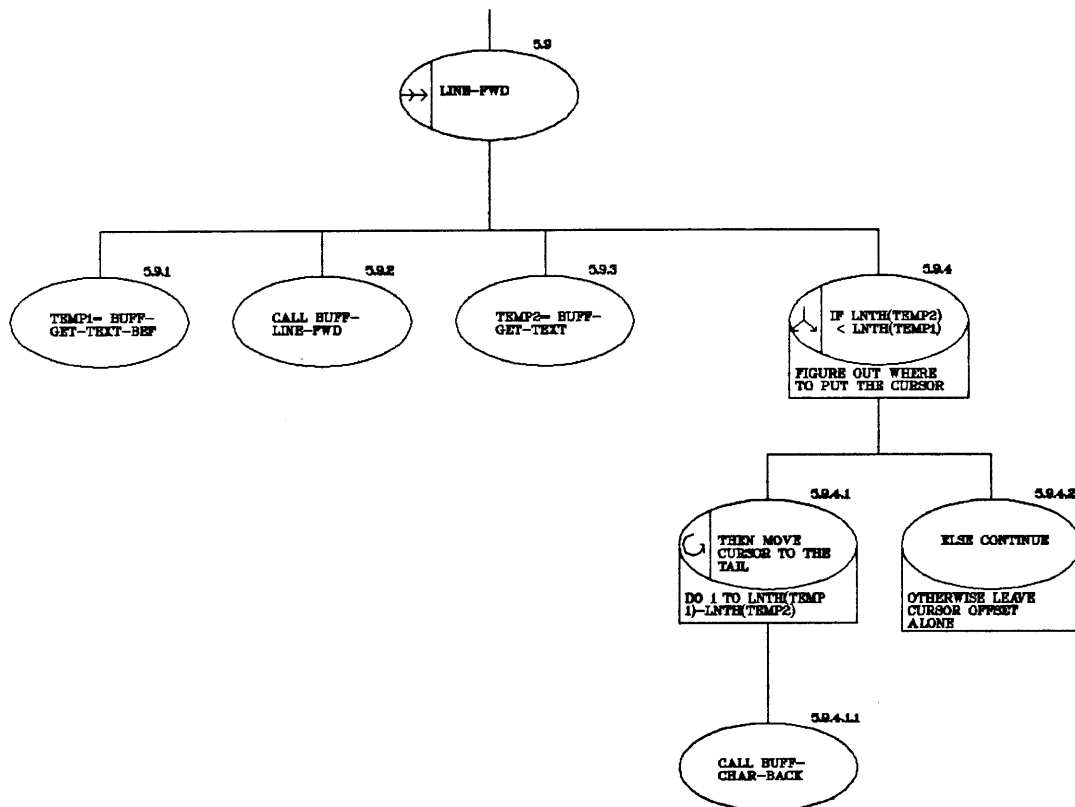 5.9
LINE-FWD
5.9.1
TEMP1= BUFF-
GET-TEXT-BEF
5.9.2
CALL BUFF-
LINE-FWD
5.9.3
TEMP2= BUFF-
GET-TEXT
5.9.4
IF LNTH(TEMP2)
< LNTH(TEMP1)
FIGURE OUT WHERE
TO PUT THE CURSOR
5.9.4.1
THEN MOVE
CURSOR TO THE
TAIL
DO 1 TO LNTH(TEMP
1)-LNTH(TEMP2)
5.9.4.2
ELSE CONTINUE
OTHERWISE LEAVE
CURSOR OFFSET
ALONE
5.9.4.1.1
CALL BUFF-
CHAR-BACK